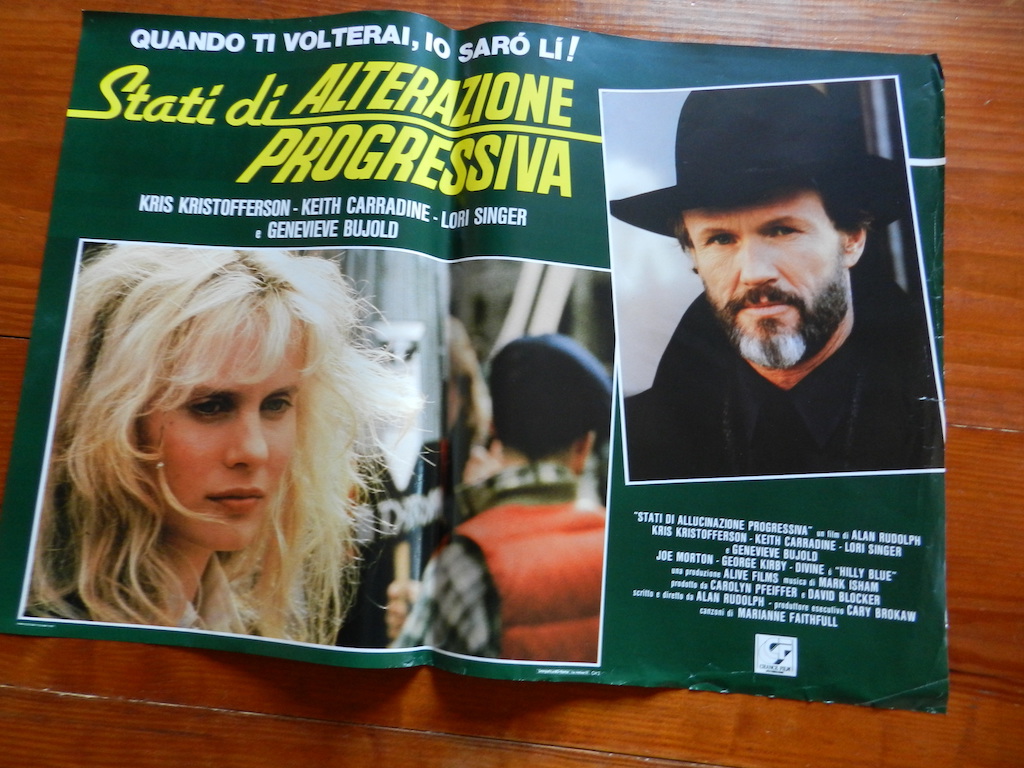 QUANDO TI VOLTERAI, IO SARÓ LÍ!
Stati di ALTERAZIONE
PROGRESSIVA
KRIS KRISTOFFERSON - KEITH CARRADINE - LORI SINGER
e GENEVIEVE BUJOLD
"STATI DI ALLUCINAZIONE PROGRESSIVA" un film di ALAN RUDOLPH
KRIS KRISTOFFERSON - KEITH CARRADINE - LORI SINGER
e GENEVIEVE BUJOLD
JOE MORTON - GEORGE KIRBY - DIVINE è "HILLY BLUE"
una produzione ALIVE FILMS musica di MARK ISHAM
prodotto da CAROLYN PFEIFFER e DAVID BLOCKER
scritto e diretto da ALAN RUDOLPH - produttore esecutivo CARY BROKAW
canzoni di MARIANNE FAITHFULL